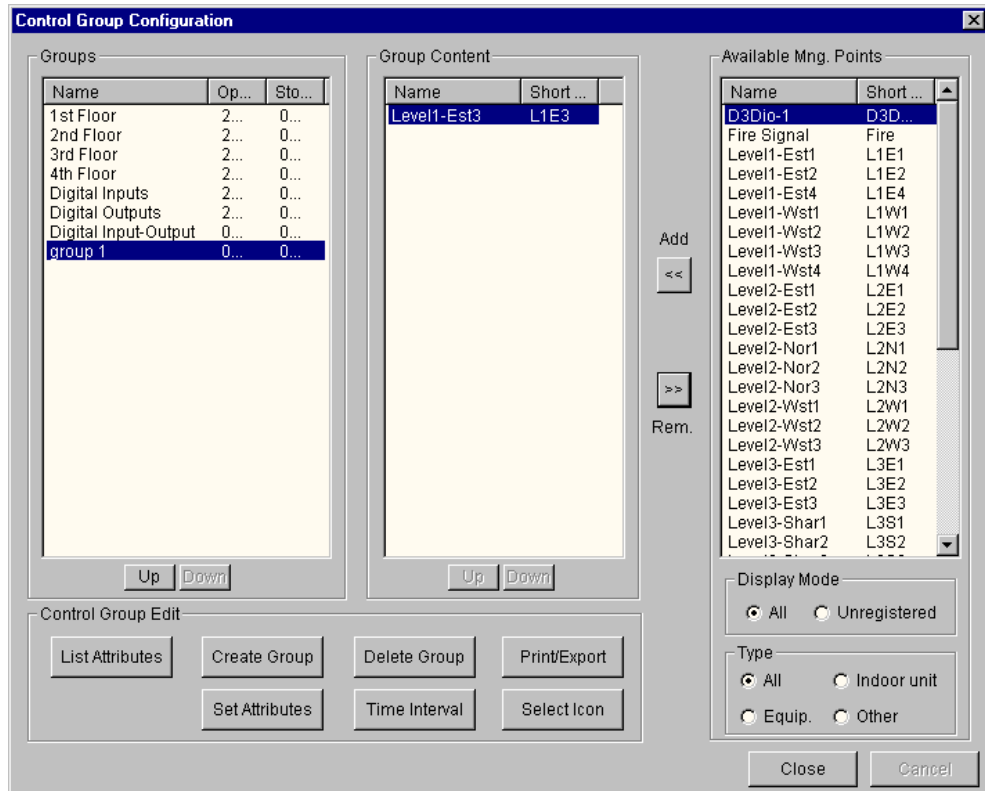 Control Group Configuration
Groups
Name Op... Sto...
1st Floor 2... 0...
2nd Floor 2... 0...
3rd Floor 2... 0...
4th Floor 2... 0...
Digital Inputs 2... 0...
Digital Outputs 2... 0...
Digital Input-Output 0... 0...
group 1 0... 0...
Up Down
Group Content
Name Short ...
Level1-Est3 L1E3
Up Down
Add
<<
>>
Rem.
Available Mng. Points
Name Short ...
D3Dio-1 D3D...
Fire Signal Fire
Level1-Est1 L1E1
Level1-Est2 L1E2
Level1-Est4 L1E4
Level1-Wst1 L1W1
Level1-Wst2 L1W2
Level1-Wst3 L1W3
Level1-Wst4 L1W4
Level2-Est1 L2E1
Level2-Est2 L2E2
Level2-Est3 L2E3
Level2-Nor1 L2N1
Level2-Nor2 L2N2
Level2-Nor3 L2N3
Level2-Wst1 L2W1
Level2-Wst2 L2W2
Level2-Wst3 L2W3
Level3-Est1 L3E1
Level3-Est2 L3E2
Level3-Est3 L3E3
Level3-Shar1 L3S1
Level3-Shar2 L3S2
Display Mode
All Unregistered
Type
All Indoor unit
Equip. Other
Control Group Edit
List Attributes Create Group Delete Group Print/Export
Set Attributes Time Interval Select Icon
Close Cancel